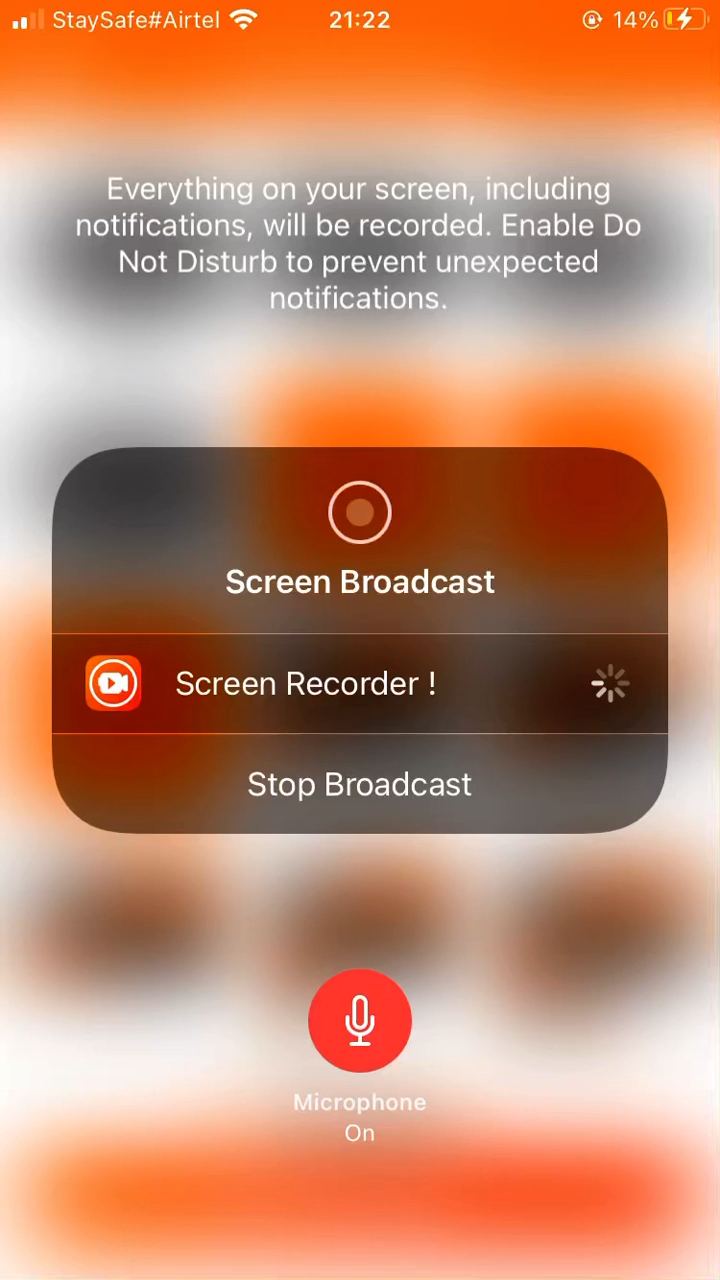 StaySafe#Airtel 21:22 14%
Everything on your screen, including
notifications, will be recorded. Enable Do
Not Disturb to prevent unexpected
notifications.
Screen Broadcast
Screen Recorder !
Stop Broadcast
Microphone
On